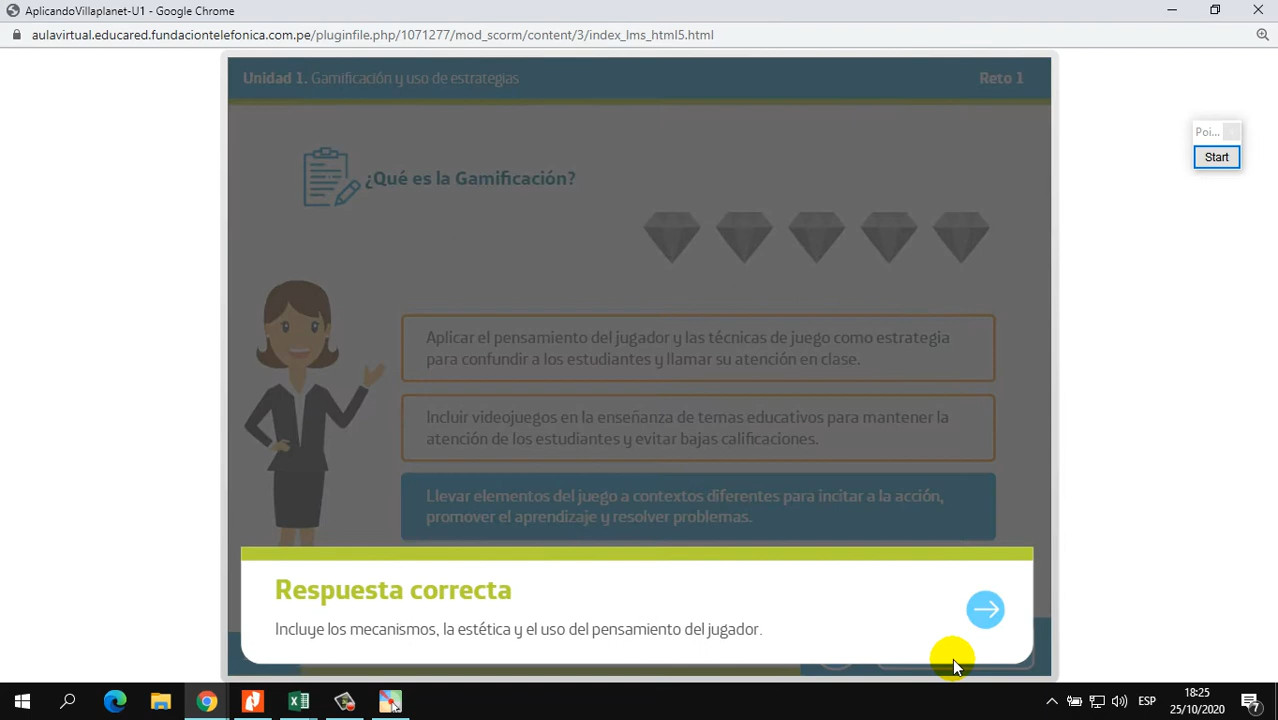 AplicandoVillaplanet-U1 - Google Chrome
aulavirtual.educared.fundaciontelefonica.com.pe/pluginfile.php/1071277/mod_scorm/content/3/index_lms_html5.html
Unidad 1. Gamificación y uso de estrategias
Reto 1
Poi...
Start
¿Qué es la Gamificación?
Aplicar el pensamiento del jugador y las técnicas de juego como estrategia
para confundir a los estudiantes y llamar su atención en clase.
Incluir videojuegos en la enseñanza de temas educativos para mantener la
atención de los estudiantes y evitar bajas calificaciones.
Llevar elementos del juego a contextos diferentes para incitar a la acción,
promover el aprendizaje y resolver problemas.
Respuesta correcta
Incluye los mecanismos, la estética y el uso del pensamiento del jugador.
ESP
18:25
25/10/2020
7